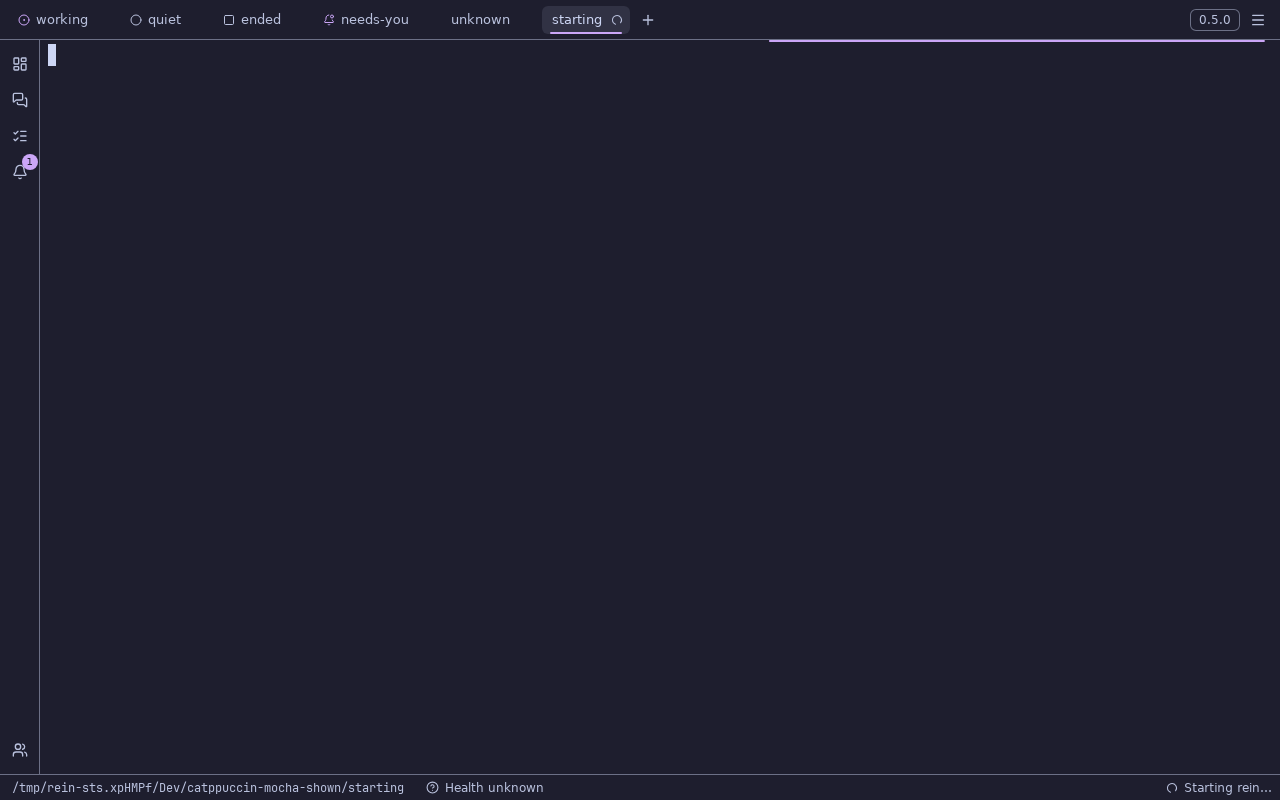 working quiet ended needs-you unknown starting 0.5.0
1
/tmp/rein-sts.xpHMPf/Dev/catppuccin-mocha-shown/starting Health unknown Starting rein…